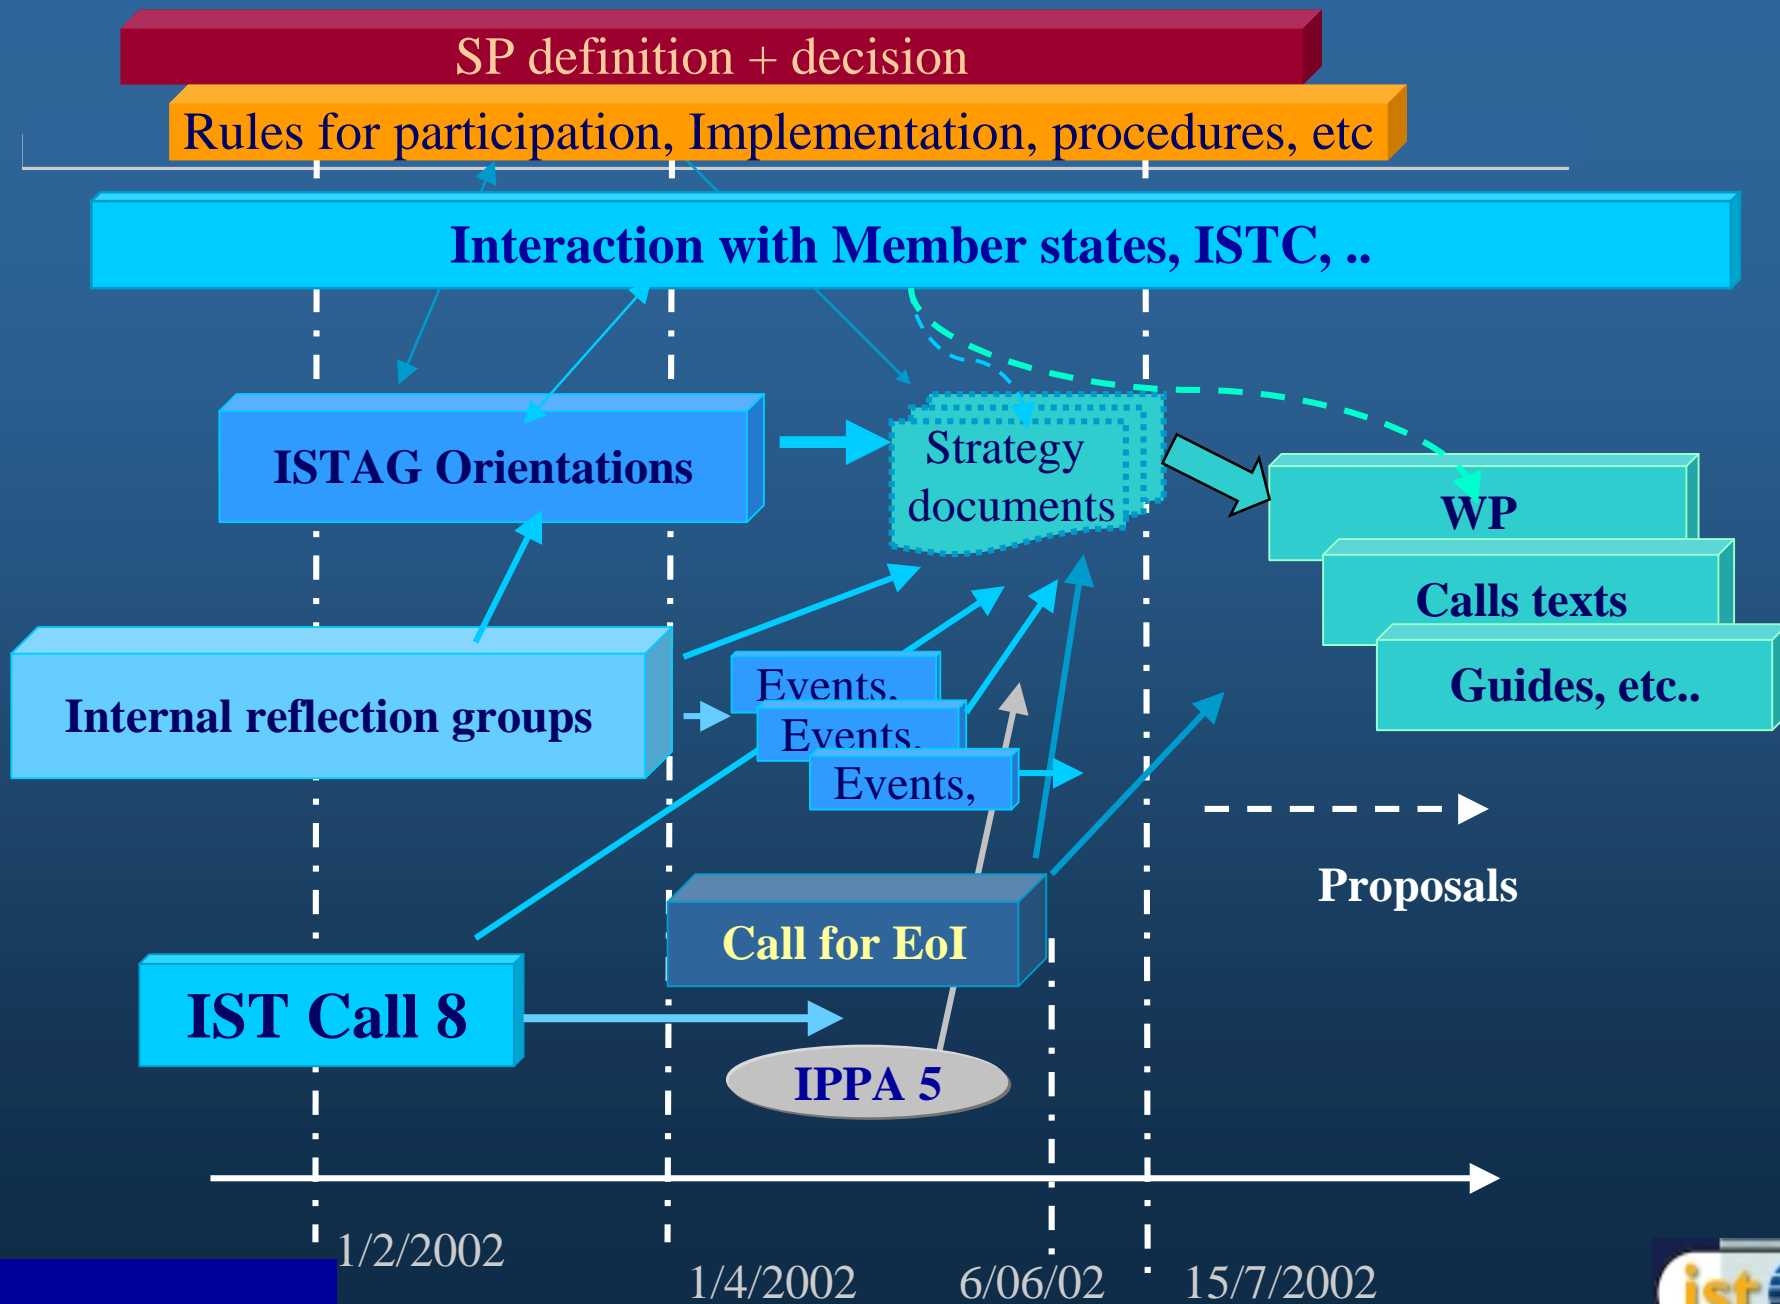 SP definition + decision
Rules for participation, Implementation, procedures, etc
Interaction with Member states, ISTC, ..
ISTAG Orientations
Strategy
documents
WP
Calls texts
Guides, etc..
Internal reflection groups
Events,
Events,
Events,
Proposals
Call for EoI
IST Call 8
IPPA 5
1/2/2002
1/4/2002
6/06/02
15/7/2002
ist